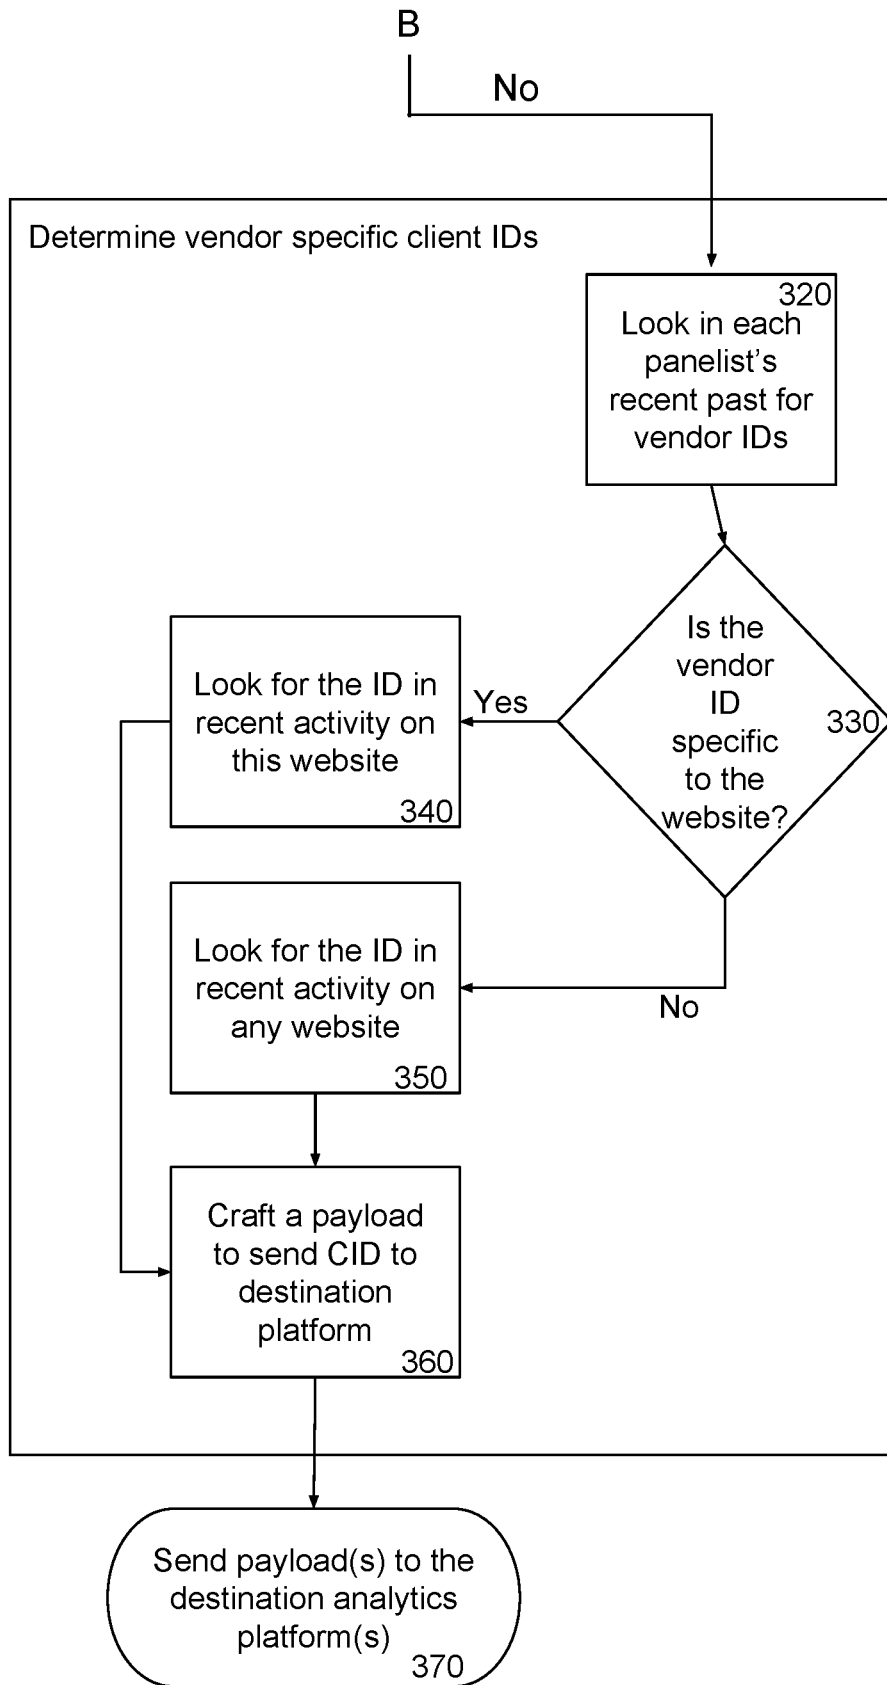 B
No
Determine vendor specific client IDs
320
Look in each
panelist's
recent past for
vendor IDs
Is the
vendor
ID
specific
to the
website?
330
Yes
Look for the ID in
recent activity on
this website
340
No
Look for the ID in
recent activity on
any website
350
Craft a payload
to send CID to
destination
platform
360
Send payload(s) to the
destination analytics
platform(s)
370